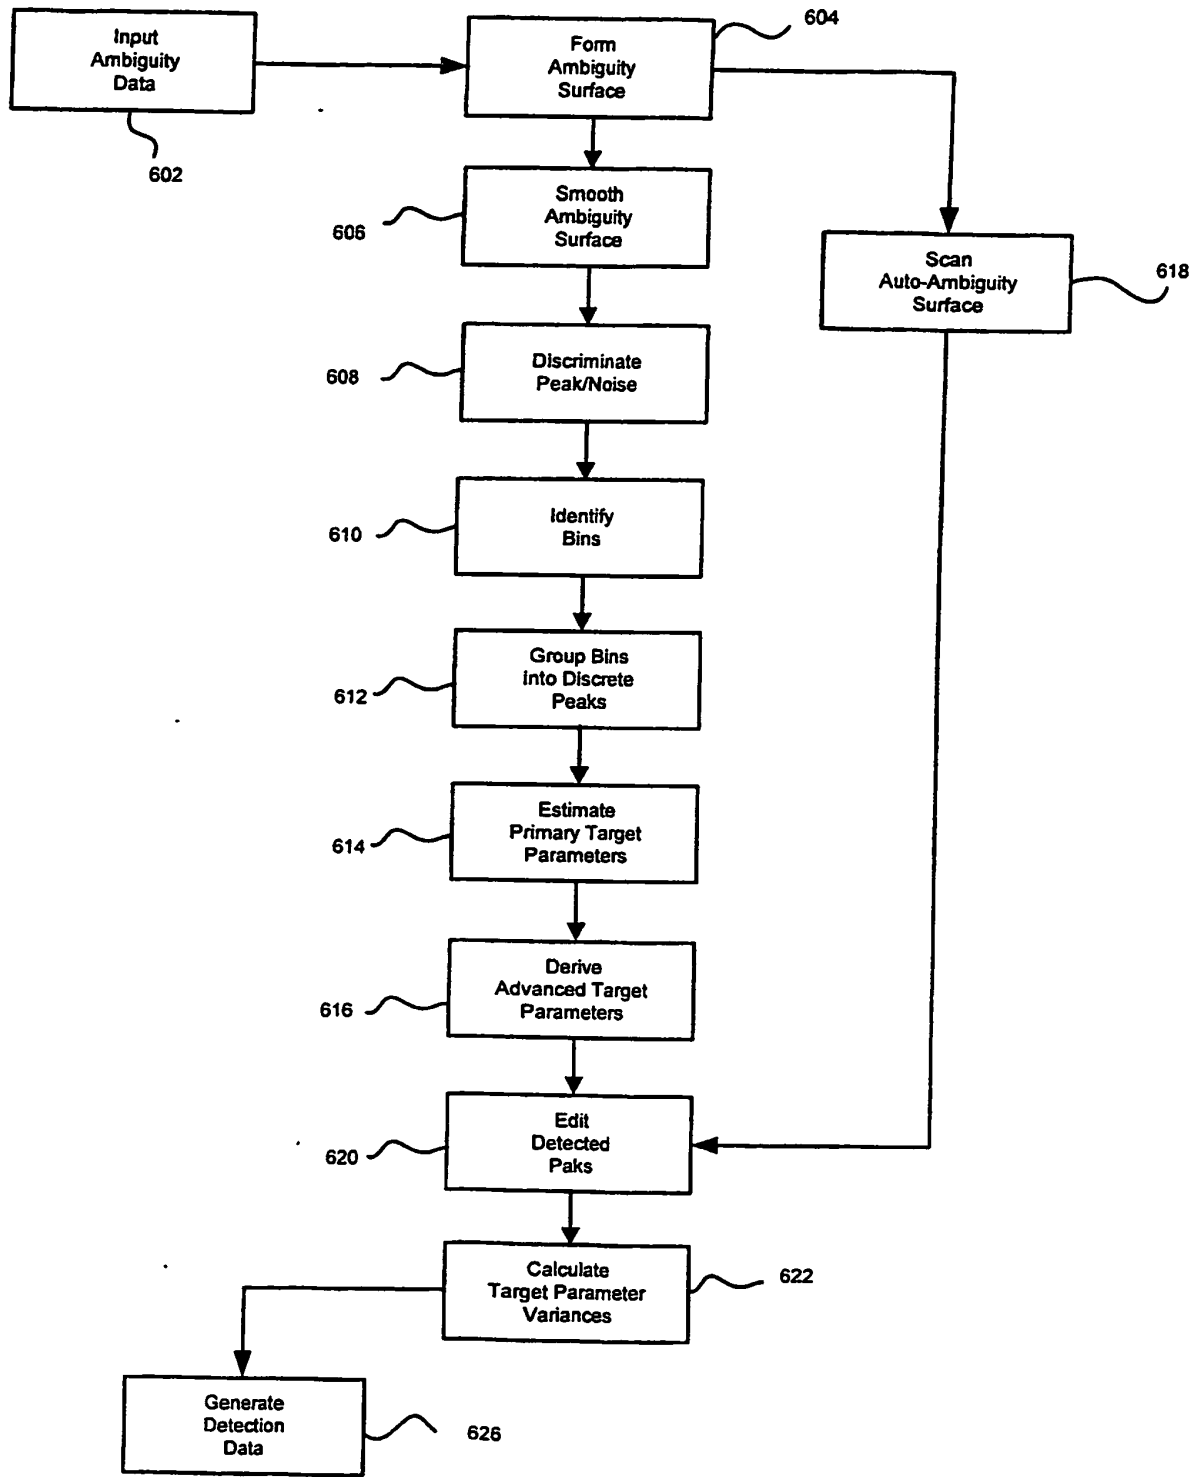 Input
Ambiguity
Data
602
Form
Ambiguity
Surface
604
Smooth
Ambiguity
Surface
606
Scan
Auto-Ambiguity
Surface
618
Discriminate
Peak/Noise
608
Identify
Bins
610
Group Bins
into Discrete
Peaks
612
Estimate
Primary Target
Parameters
614
Derive
Advanced Target
Parameters
616
Edit
Detected
Paks
620
Calculate
Target Parameter
Variances
622
Generate
Detection
Data
626